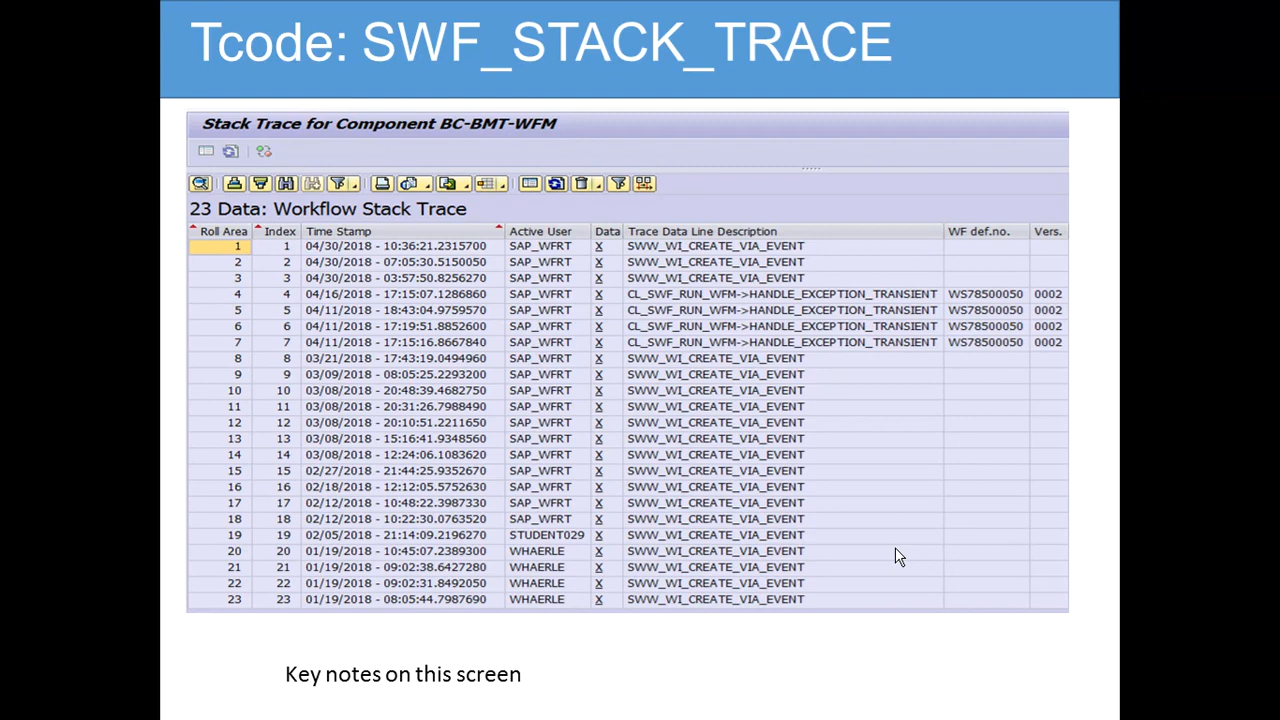 Tcode: SWF_STACK_TRACE
Stack Trace for Component BC-BMT-WFM
23 Data: Workflow Stack Trace
Roll Area Index Time Stamp Active User Data Trace Data Line Description WF def.no. Vers.
1 1 04/30/2018 - 10:36:21.2315700 SAP_WFRT X SWW_WI_CREATE_VIA_EVENT
2 2 04/30/2018 - 07:05:30.5150050 SAP_WFRT X SWW_WI_CREATE_VIA_EVENT
3 3 04/30/2018 - 03:57:50.8256270 SAP_WFRT X SWW_WI_CREATE_VIA_EVENT
4 4 04/16/2018 - 17:15:07.1286860 SAP_WFRT X CL_SWF_RUN_WFM->HANDLE_EXCEPTION_TRANSIENT WS78500050 0002
5 5 04/11/2018 - 18:43:04.9759570 SAP_WFRT X CL_SWF_RUN_WFM->HANDLE_EXCEPTION_TRANSIENT WS78500050 0002
6 6 04/11/2018 - 17:19:51.8852600 SAP_WFRT X CL_SWF_RUN_WFM->HANDLE_EXCEPTION_TRANSIENT WS78500050 0002
7 7 04/11/2018 - 17:15:16.8667840 SAP_WFRT X CL_SWF_RUN_WFM->HANDLE_EXCEPTION_TRANSIENT WS78500050 0002
8 8 03/21/2018 - 17:43:19.0494960 SAP_WFRT X SWW_WI_CREATE_VIA_EVENT
9 9 03/09/2018 - 08:05:25.2293200 SAP_WFRT X SWW_WI_CREATE_VIA_EVENT
10 10 03/08/2018 - 20:48:39.4682750 SAP_WFRT X SWW_WI_CREATE_VIA_EVENT
11 11 03/08/2018 - 20:31:26.7988490 SAP_WFRT X SWW_WI_CREATE_VIA_EVENT
12 12 03/08/2018 - 20:10:51.2211650 SAP_WFRT X SWW_WI_CREATE_VIA_EVENT
13 13 03/08/2018 - 15:16:41.9348560 SAP_WFRT X SWW_WI_CREATE_VIA_EVENT
14 14 03/08/2018 - 12:24:06.1083620 SAP_WFRT X SWW_WI_CREATE_VIA_EVENT
15 15 02/27/2018 - 21:44:25.9352670 SAP_WFRT X SWW_WI_CREATE_VIA_EVENT
16 16 02/18/2018 - 12:12:05.5752630 SAP_WFRT X SWW_WI_CREATE_VIA_EVENT
17 17 02/12/2018 - 10:48:22.3987330 SAP_WFRT X SWW_WI_CREATE_VIA_EVENT
18 18 02/12/2018 - 10:22:30.0763520 SAP_WFRT X SWW_WI_CREATE_VIA_EVENT
19 19 02/05/2018 - 21:14:09.2196270 STUDENT029 X SWW_WI_CREATE_VIA_EVENT
20 20 01/19/2018 - 10:45:07.2389300 WHAERLE X SWW_WI_CREATE_VIA_EVENT
21 21 01/19/2018 - 09:02:38.6427280 WHAERLE X SWW_WI_CREATE_VIA_EVENT
22 22 01/19/2018 - 09:02:31.8492050 WHAERLE X SWW_WI_CREATE_VIA_EVENT
23 23 01/19/2018 - 08:05:44.7987690 WHAERLE X SWW_WI_CREATE_VIA_EVENT
Key notes on this screen